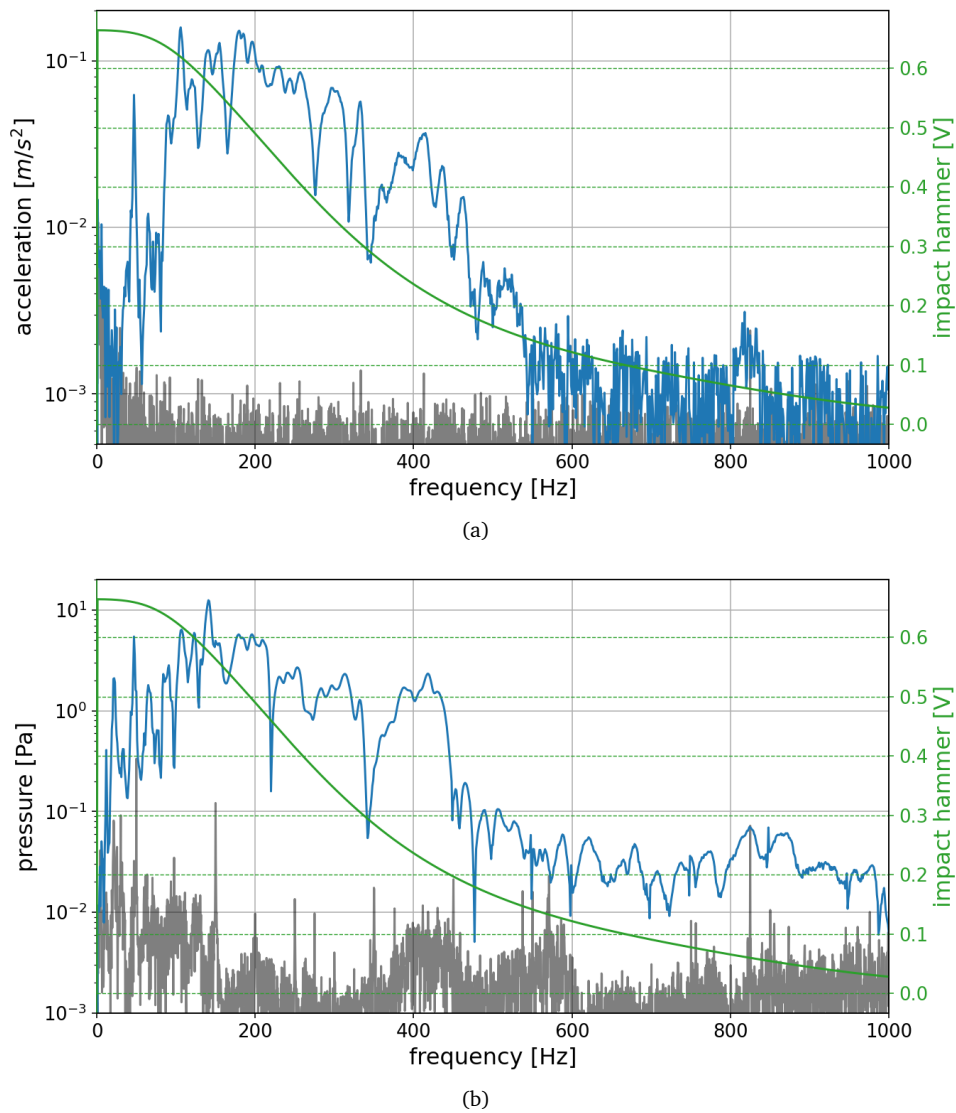 acceleration [m/s²]
10⁻¹
10⁻²
10⁻³
0.6
0.5
0.4
0.3
0.2
0.1
0.0
impact hammer [V]
0 200 400 600 800 1000
frequency [Hz]
(a)
pressure [Pa]
10¹
10⁰
10⁻¹
10⁻²
10⁻³
0.6
0.5
0.4
0.3
0.2
0.1
0.0
impact hammer [V]
0 200 400 600 800 1000
frequency [Hz]
(b)